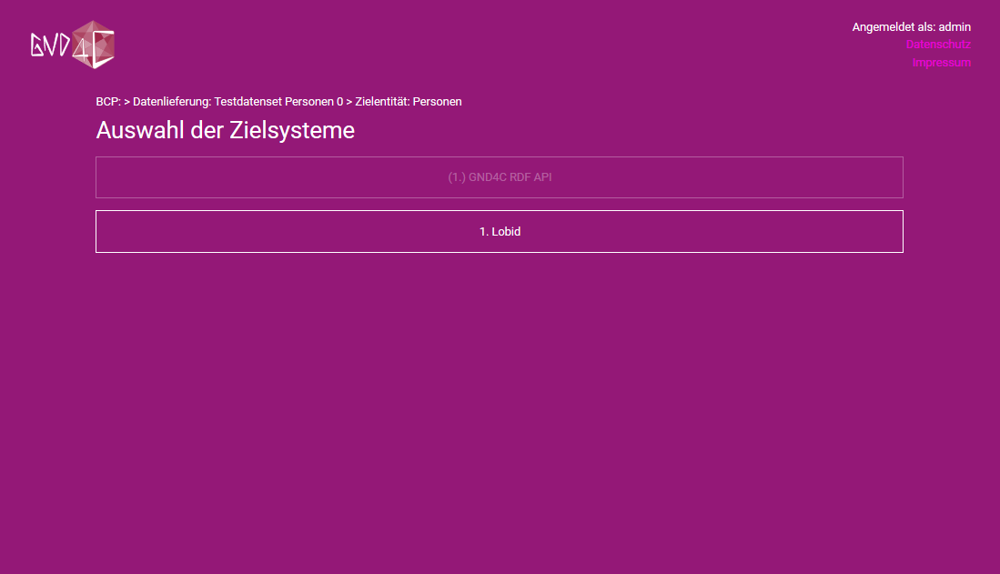 GND4C
Angemeldet als: admin
Datenschutz
Impressum
BCP: > Datenlieferung: Testdatenset Personen 0 > Zielentität: Personen
Auswahl der Zielsysteme
(1.) GND4C RDF API
1. Lobid